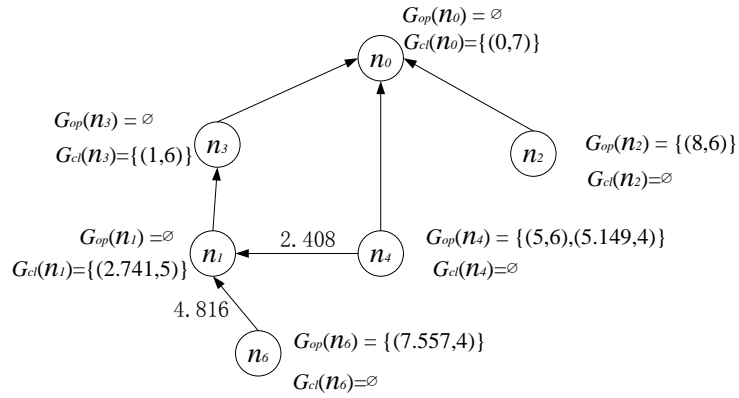 Gop(n0) = ∅
Gcl(n0)={(0,7)}
n0
Gop(n3) = ∅
Gcl(n3)={(1,6)}
n3
n2
Gop(n2) = {(8,6)}
Gcl(n2)=∅
Gop(n1) =∅
Gcl(n1)={(2.741,5)}
n1
2.408
n4
Gop(n4) = {(5,6),(5.149,4)}
Gcl(n4)=∅
4.816
n6
Gop(n6) = {(7.557,4)}
Gcl(n6)=∅